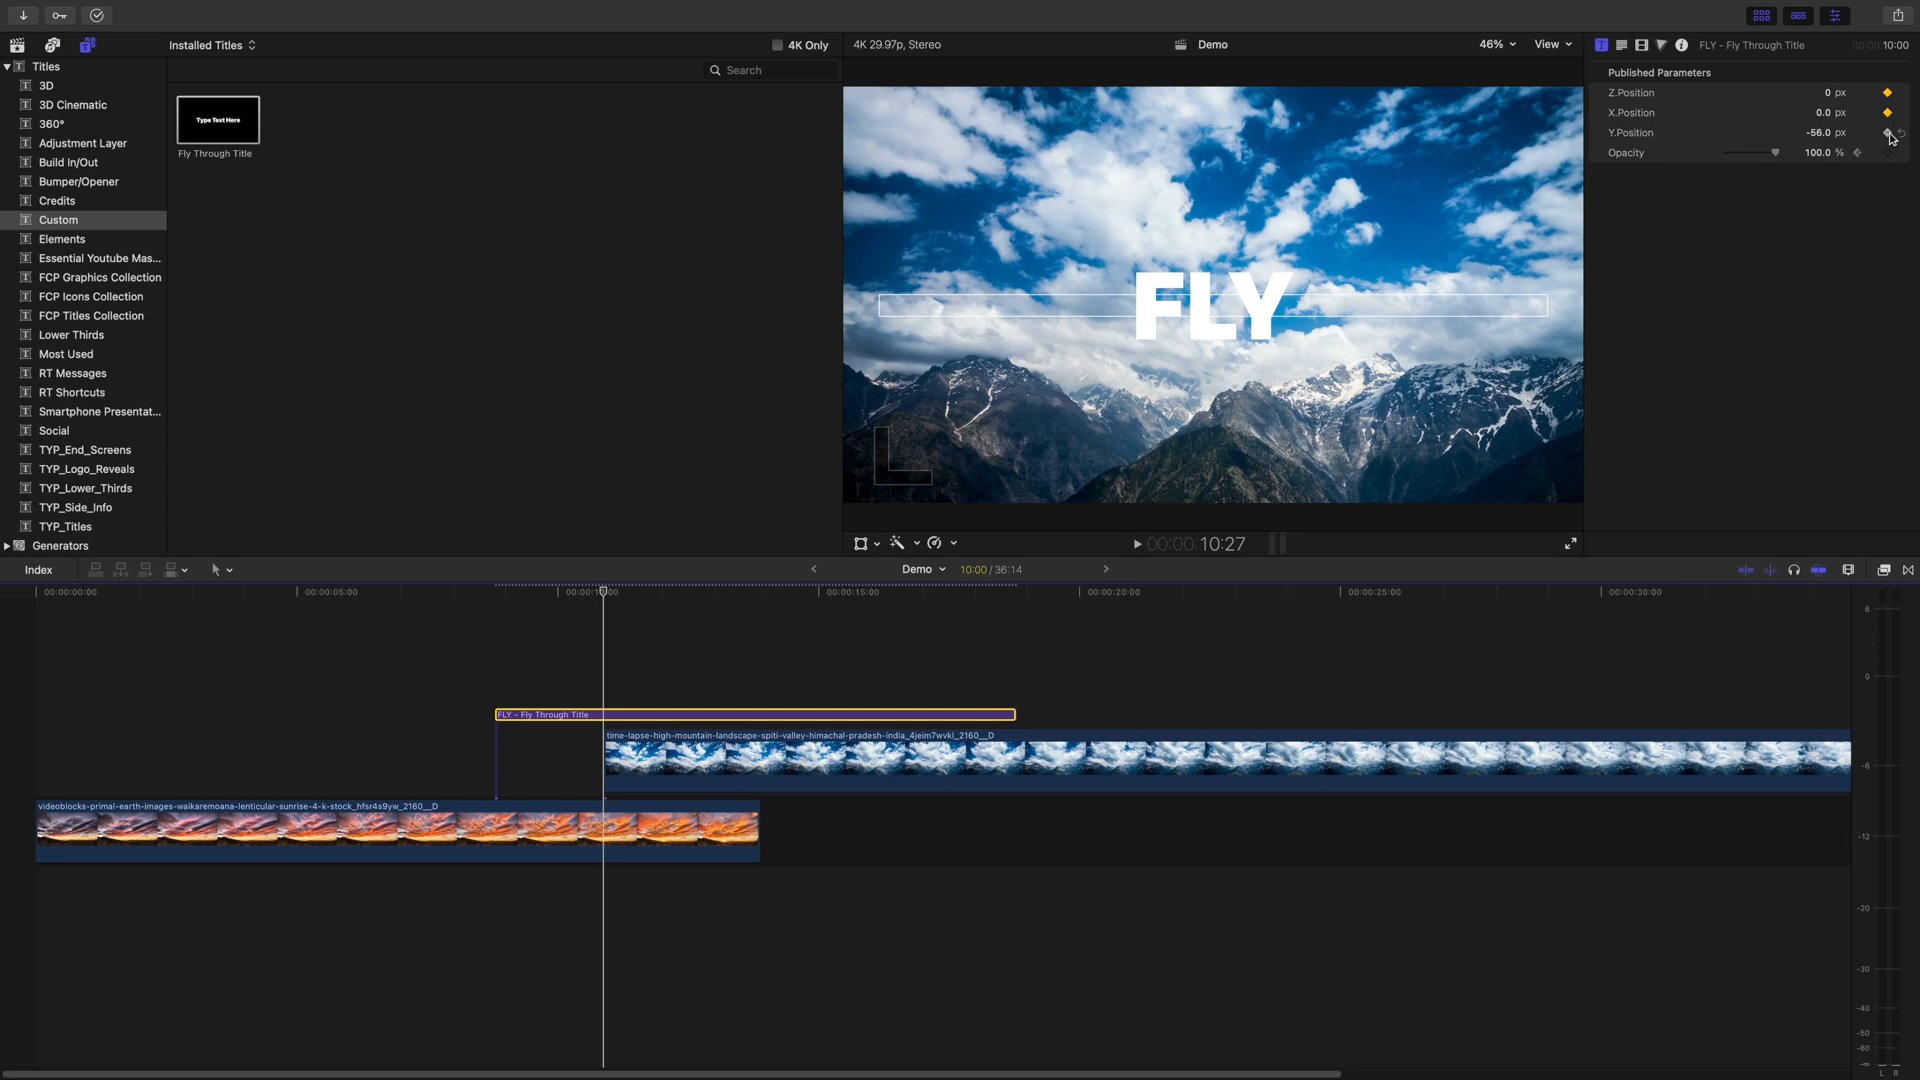 Installed Titles
4K Only
4K 29.97p, Stereo
Demo
46%
View
FLY - Fly Through Title
00:00:10:00
Titles
3D
3D Cinematic
360°
Adjustment Layer
Build In/Out
Bumper/Opener
Credits
Custom
Elements
Essential Youtube Mas...
FCP Graphics Collection
FCP Icons Collection
FCP Titles Collection
Lower Thirds
Most Used
RT Messages
RT Shortcuts
Smartphone Presentat...
Social
TYP_End_Screens
TYP_Logo_Reveals
TYP_Lower_Thirds
TYP_Side_Info
TYP_Titles
Generators
Search
Type Text Here
Fly Through Title
FLY
Published Parameters
Z.Position 0 px
X.Position 0.0 px
Y.Position -56.0 px
Opacity 100.0 %
00:00:10:27
Index
Demo
10:00 / 36:14
00:00:00:00
00:00:05:00
00:00:15:00
00:00:20:00
00:00:25:00
00:00:30:00
FLY - Fly Through Title
time-lapse-high-mountain-landscape-spiti-valley-himachal-pradesh-india_4jeim7wvkl_2160__D
videoblocks-primal-earth-images-waikaremoana-lenticular-sunrise-4-k-stock_hfsr4s9yw_2160__D
6
0
-6
-12
-20
-30
-40
-50
-60
-∞
L R